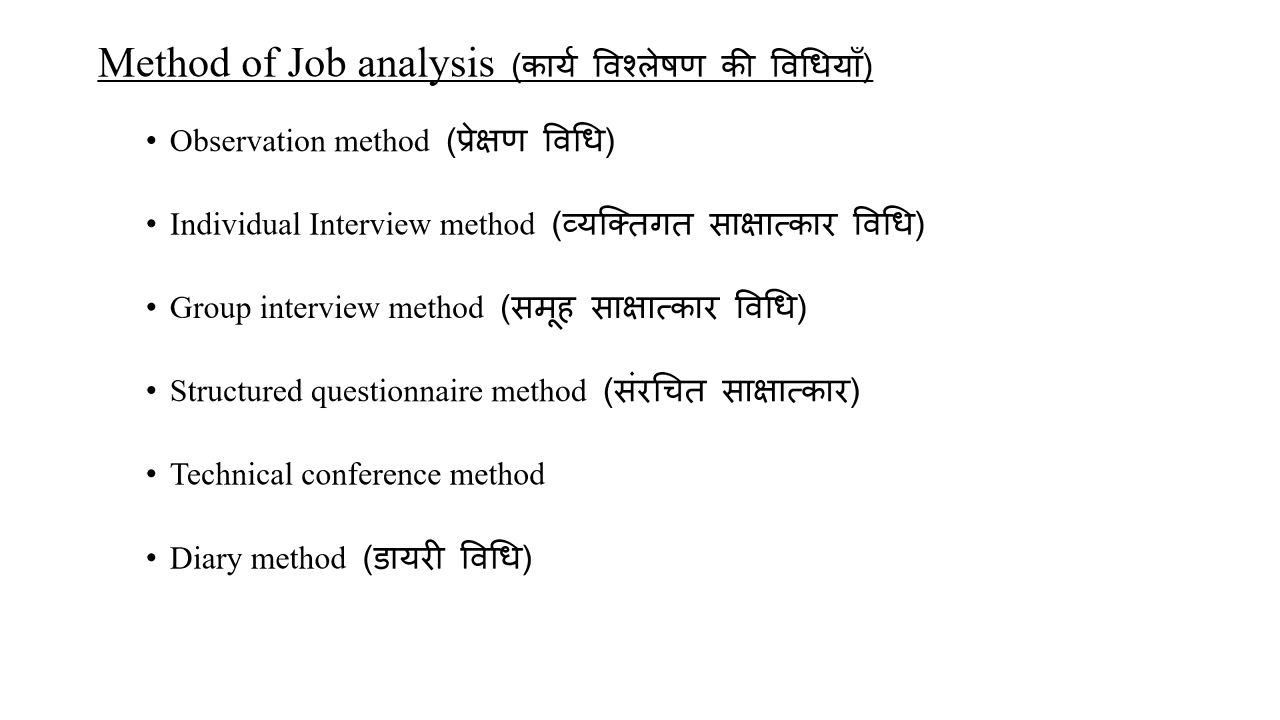 Method of Job analysis (कार्य विश्लेषण की विधियाँ)
• Observation method (प्रेक्षण विधि)
• Individual Interview method (व्यक्तिगत साक्षात्कार विधि)
• Group interview method (समूह साक्षात्कार विधि)
• Structured questionnaire method (संरचित साक्षात्कार)
• Technical conference method
• Diary method (डायरी विधि)